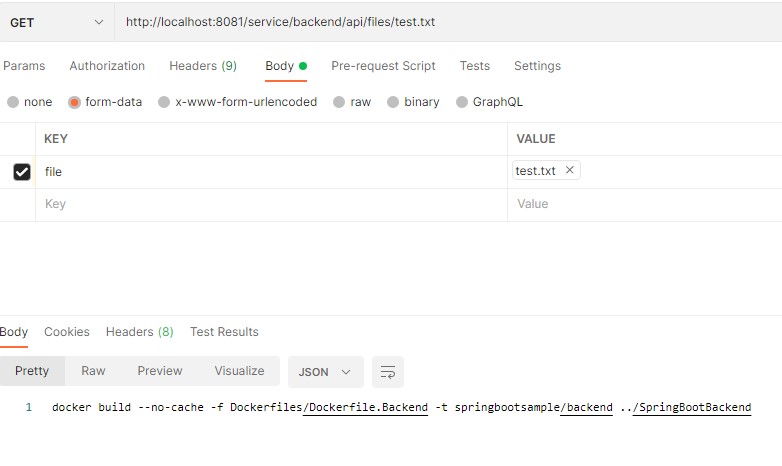 GET http://localhost:8081/service/backend/api/files/test.txt
Params Authorization Headers (9) Body Pre-request Script Tests Settings
none form-data x-www-form-urlencoded raw binary GraphQL
KEY VALUE
file test.txt
Key Value
Body Cookies Headers (8) Test Results
Pretty Raw Preview Visualize JSON
1 docker build --no-cache -f Dockerfiles/Dockerfile.Backend -t springbootsample/backend ../SpringBootBackend